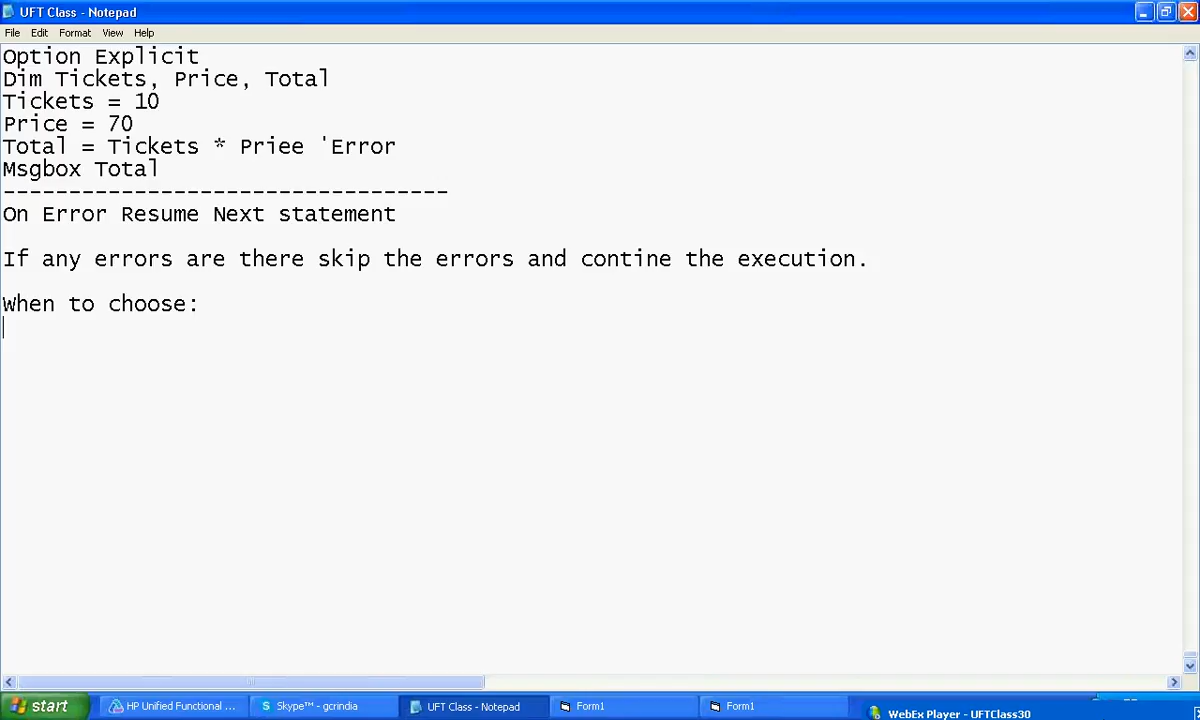 UFT Class - Notepad
File Edit Format View Help
Option Explicit
Dim Tickets, Price, Total
Tickets = 10
Price = 70
Total = Tickets * Priee 'Error
Msgbox Total
----------------------------------
On Error Resume Next statement
If any errors are there skip the errors and contine the execution.
When to choose:
start HP Unified Functional ... Skype™ - gcrindia UFT Class - Notepad Form1 Form1 WebEx Player - UFTClass30